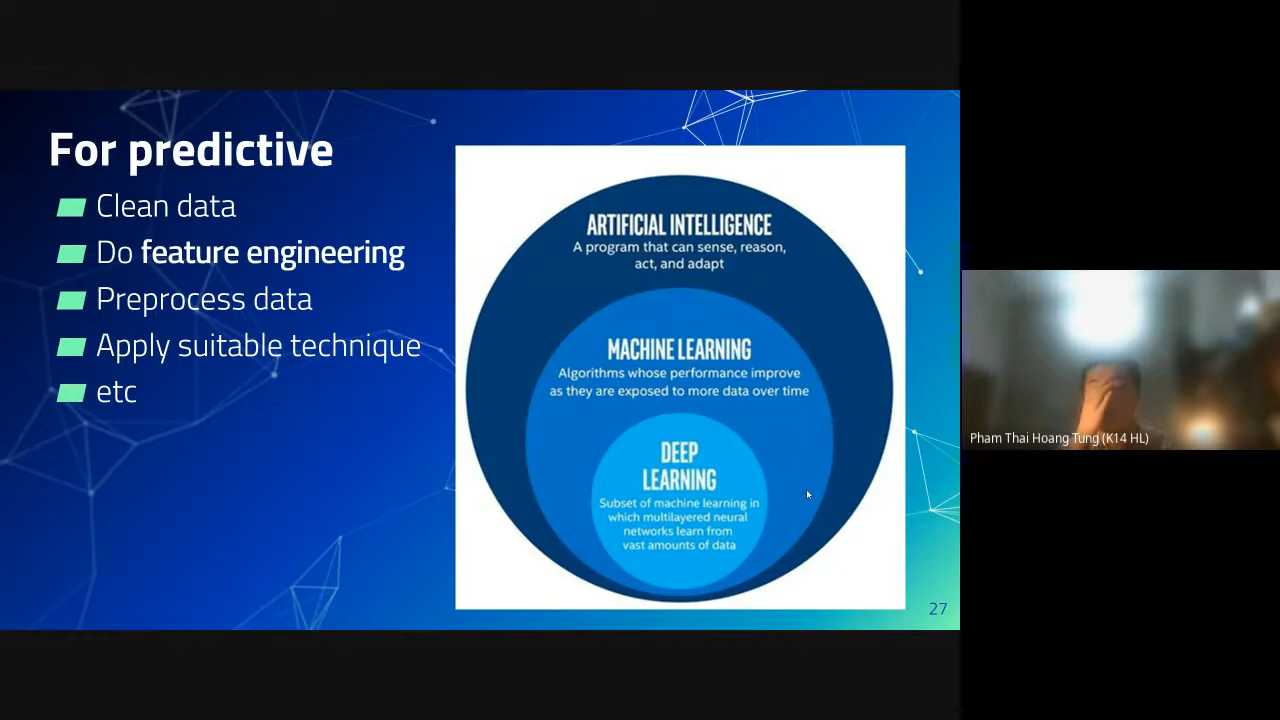 For predictive
Clean data
Do feature engineering
Preprocess data
Apply suitable technique
etc
ARTIFICIAL INTELLIGENCE
A program that can sense, reason,
act, and adapt
MACHINE LEARNING
Algorithms whose performance improve
as they are exposed to more data over time
DEEP
LEARNING
Subset of machine learning in
which multilayered neural
networks learn from
vast amounts of data
27
Pham Thai Hoang Tung (K14 HL)